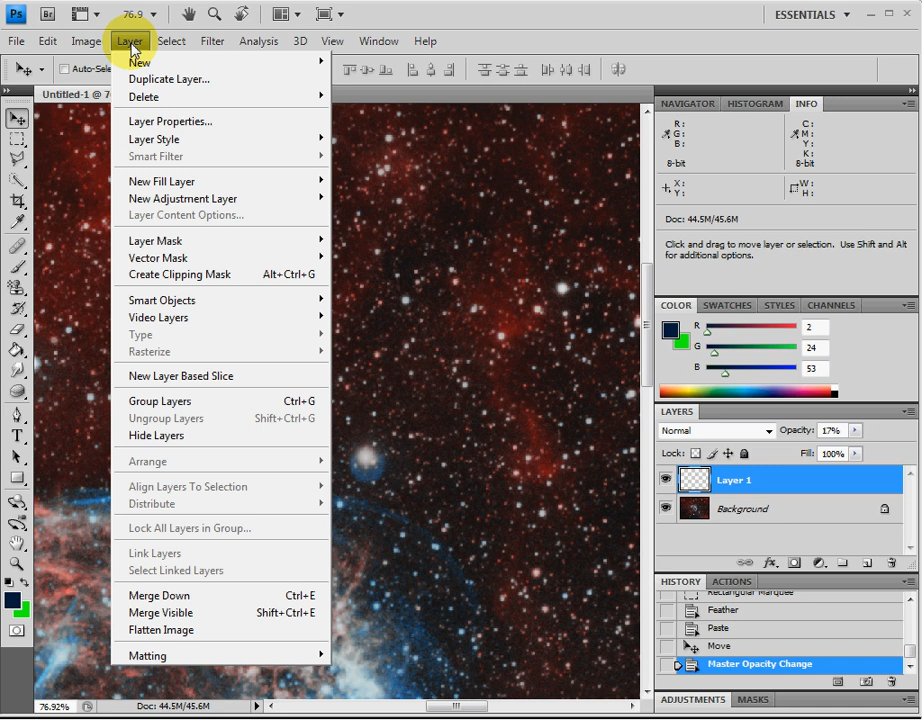 Ps Br 76.9 ESSENTIALS
File Edit Image Layer Select Filter Analysis 3D View Window Help
Auto-Sele
Untitled-1 @ 7
New
Duplicate Layer...
Delete
Layer Properties...
Layer Style
Smart Filter
New Fill Layer
New Adjustment Layer
Layer Content Options...
Layer Mask
Vector Mask
Create Clipping Mask Alt+Ctrl+G
Smart Objects
Video Layers
Type
Rasterize
New Layer Based Slice
Group Layers Ctrl+G
Ungroup Layers Shift+Ctrl+G
Hide Layers
Arrange
Align Layers To Selection
Distribute
Lock All Layers in Group...
Link Layers
Select Linked Layers
Merge Down Ctrl+E
Merge Visible Shift+Ctrl+E
Flatten Image
Matting
76.92% Doc: 44.5M/45.6M
NAVIGATOR HISTOGRAM INFO
R: C:
G: M:
B: Y:
K:
8-bit 8-bit
X: W:
Y: H:
Doc: 44.5M/45.6M
Click and drag to move layer or selection. Use Shift and Alt
for additional options.
COLOR SWATCHES STYLES CHANNELS
R 2
G 24
B 53
LAYERS
Normal Opacity: 17%
Lock: Fill: 100%
Layer 1
Background
HISTORY ACTIONS
Rectangular Marquee
Feather
Paste
Move
Master Opacity Change
ADJUSTMENTS MASKS